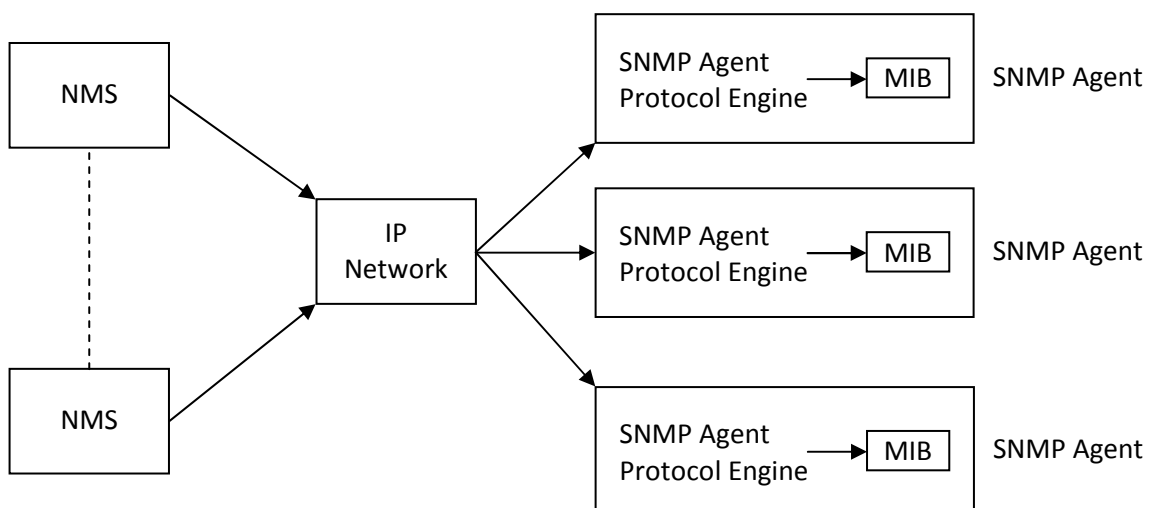 NMS
NMS
IP
Network
SNMP Agent
Protocol Engine
MIB
SNMP Agent
SNMP Agent
Protocol Engine
MIB
SNMP Agent
SNMP Agent
Protocol Engine
MIB
SNMP Agent